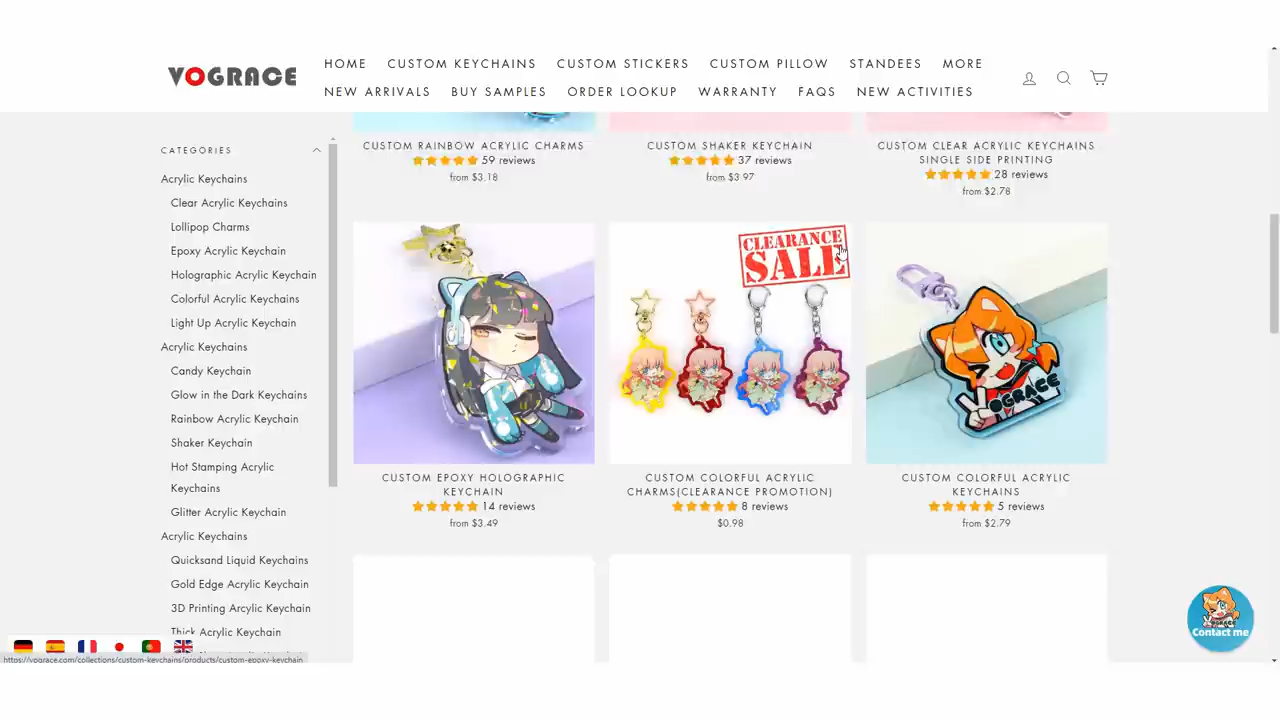 VOGRACE
HOME CUSTOM KEYCHAINS CUSTOM STICKERS CUSTOM PILLOW STANDEES MORE
NEW ARRIVALS BUY SAMPLES ORDER LOOKUP WARRANTY FAQS NEW ACTIVITIES
CATEGORIES
Acrylic Keychains
Clear Acrylic Keychains
Lollipop Charms
Epoxy Acrylic Keychain
Holographic Acrylic Keychain
Colorful Acrylic Keychains
Light Up Acrylic Keychain
Acrylic Keychains
Candy Keychain
Glow in the Dark Keychains
Rainbow Acrylic Keychain
Shaker Keychain
Hot Stamping Acrylic
Keychains
Glitter Acrylic Keychain
Acrylic Keychains
Quicksand Liquid Keychains
Gold Edge Acrylic Keychain
3D Printing Arcylic Keychain
Thick Acrylic Keychain
CUSTOM RAINBOW ACRYLIC CHARMS
59 reviews
from $3.18
CUSTOM SHAKER KEYCHAIN
37 reviews
from $3.97
CUSTOM CLEAR ACRYLIC KEYCHAINS
SINGLE SIDE PRINTING
28 reviews
from $2.78
CLEARANCE
SALE
OGRACE
CUSTOM EPOXY HOLOGRAPHIC
KEYCHAIN
14 reviews
from $3.49
CUSTOM COLORFUL ACRYLIC
CHARMS(CLEARANCE PROMOTION)
8 reviews
$0.98
CUSTOM COLORFUL ACRYLIC
KEYCHAINS
5 reviews
from $2.79
Contact me
https://vograce.com/collections/custom-keychains/products/custom-epoxy-keychain